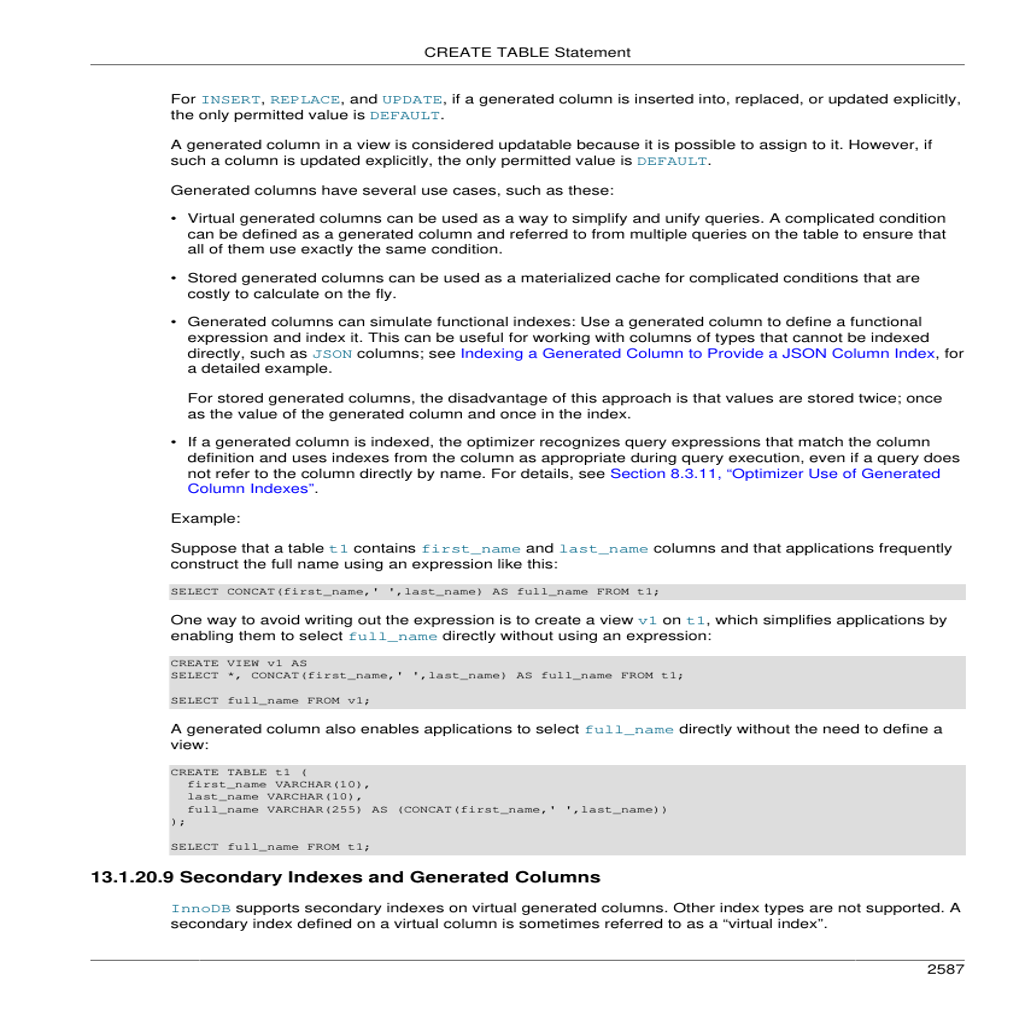 CREATE TABLE Statement
For INSERT, REPLACE, and UPDATE, if a generated column is inserted into, replaced, or updated explicitly,
the only permitted value is DEFAULT.
A generated column in a view is considered updatable because it is possible to assign to it. However, if
such a column is updated explicitly, the only permitted value is DEFAULT.
Generated columns have several use cases, such as these:
• Virtual generated columns can be used as a way to simplify and unify queries. A complicated condition
can be defined as a generated column and referred to from multiple queries on the table to ensure that
all of them use exactly the same condition.
• Stored generated columns can be used as a materialized cache for complicated conditions that are
costly to calculate on the fly.
• Generated columns can simulate functional indexes: Use a generated column to define a functional
expression and index it. This can be useful for working with columns of types that cannot be indexed
directly, such as JSON columns; see Indexing a Generated Column to Provide a JSON Column Index, for
a detailed example.
For stored generated columns, the disadvantage of this approach is that values are stored twice; once
as the value of the generated column and once in the index.
• If a generated column is indexed, the optimizer recognizes query expressions that match the column
definition and uses indexes from the column as appropriate during query execution, even if a query does
not refer to the column directly by name. For details, see Section 8.3.11, “Optimizer Use of Generated
Column Indexes”.
Example:
Suppose that a table t1 contains first_name and last_name columns and that applications frequently
construct the full name using an expression like this:
SELECT CONCAT(first_name,' ',last_name) AS full_name FROM t1;
One way to avoid writing out the expression is to create a view v1 on t1, which simplifies applications by
enabling them to select full_name directly without using an expression:
CREATE VIEW v1 AS
SELECT *, CONCAT(first_name,' ',last_name) AS full_name FROM t1;
SELECT full_name FROM v1;
A generated column also enables applications to select full_name directly without the need to define a
view:
CREATE TABLE t1 (
first_name VARCHAR(10),
last_name VARCHAR(10),
full_name VARCHAR(255) AS (CONCAT(first_name,' ',last_name))
);
SELECT full_name FROM t1;
13.1.20.9 Secondary Indexes and Generated Columns
InnoDB supports secondary indexes on virtual generated columns. Other index types are not supported. A
secondary index defined on a virtual column is sometimes referred to as a “virtual index”.
2587